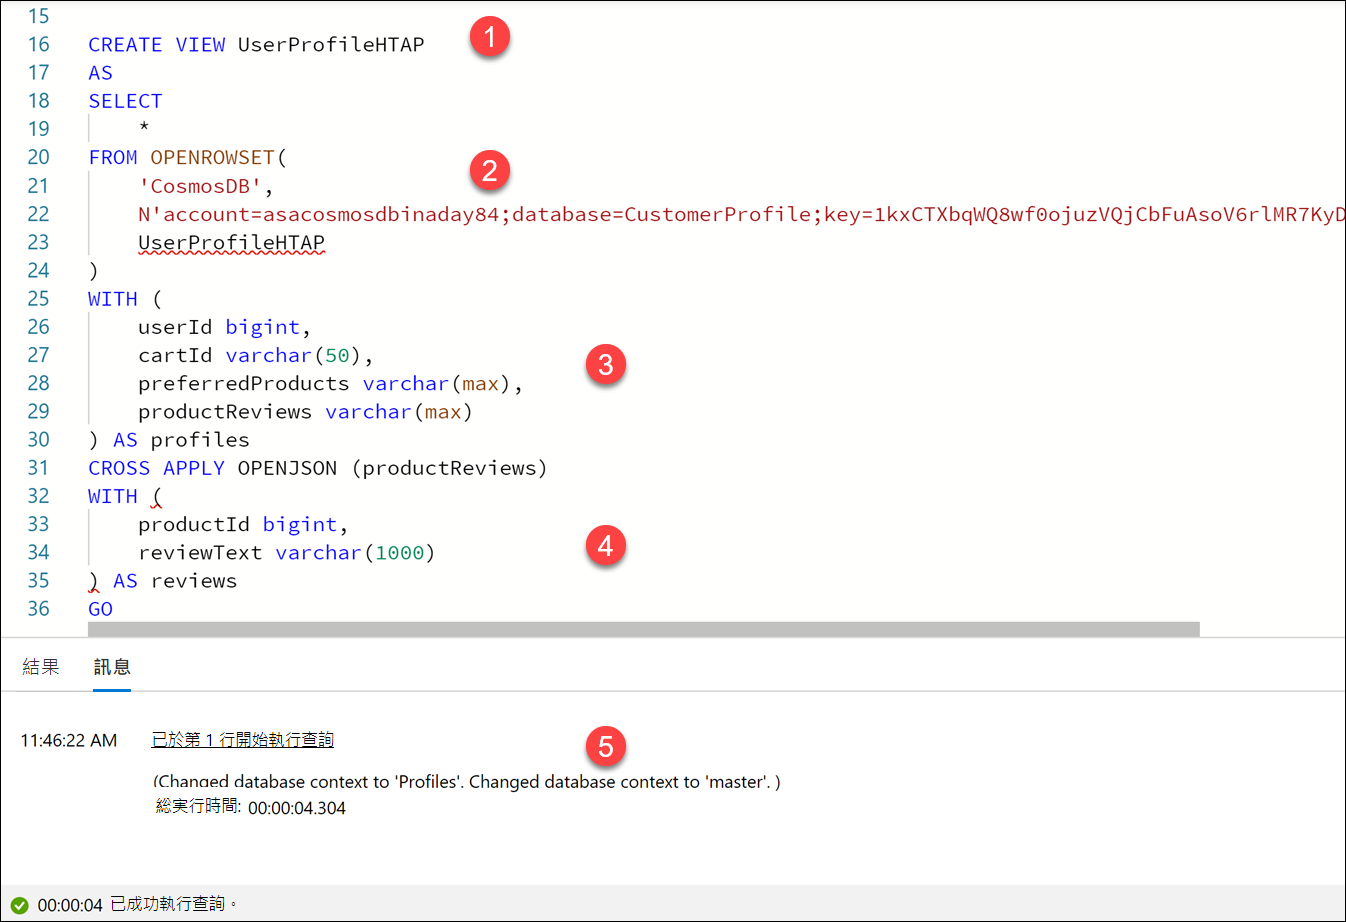 15
16 CREATE VIEW UserProfileHTAP 1
17 AS
18 SELECT
19 *
20 FROM OPENROWSET( 2
21 'CosmosDB',
22 N'account=asacosmosdbinaday84;database=CustomerProfile;key=1kxCTXbqWQ8wf0ojuzVQjCbFuAsoV6rlMR7KyD
23 UserProfileHTAP
24 )
25 WITH (
26 userId bigint,
27 cartId varchar(50), 3
28 preferredProducts varchar(max),
29 productReviews varchar(max)
30 ) AS profiles
31 CROSS APPLY OPENJSON (productReviews)
32 WITH (
33 productId bigint,
34 reviewText varchar(1000) 4
35 ) AS reviews
36 GO
結果 訊息
11:46:22 AM 已於第 1 行開始執行查詢 5
(Changed database context to 'Profiles'. Changed database context to 'master'. )
総実行時間: 00:00:04.304
00:00:04 已成功執行查詢。